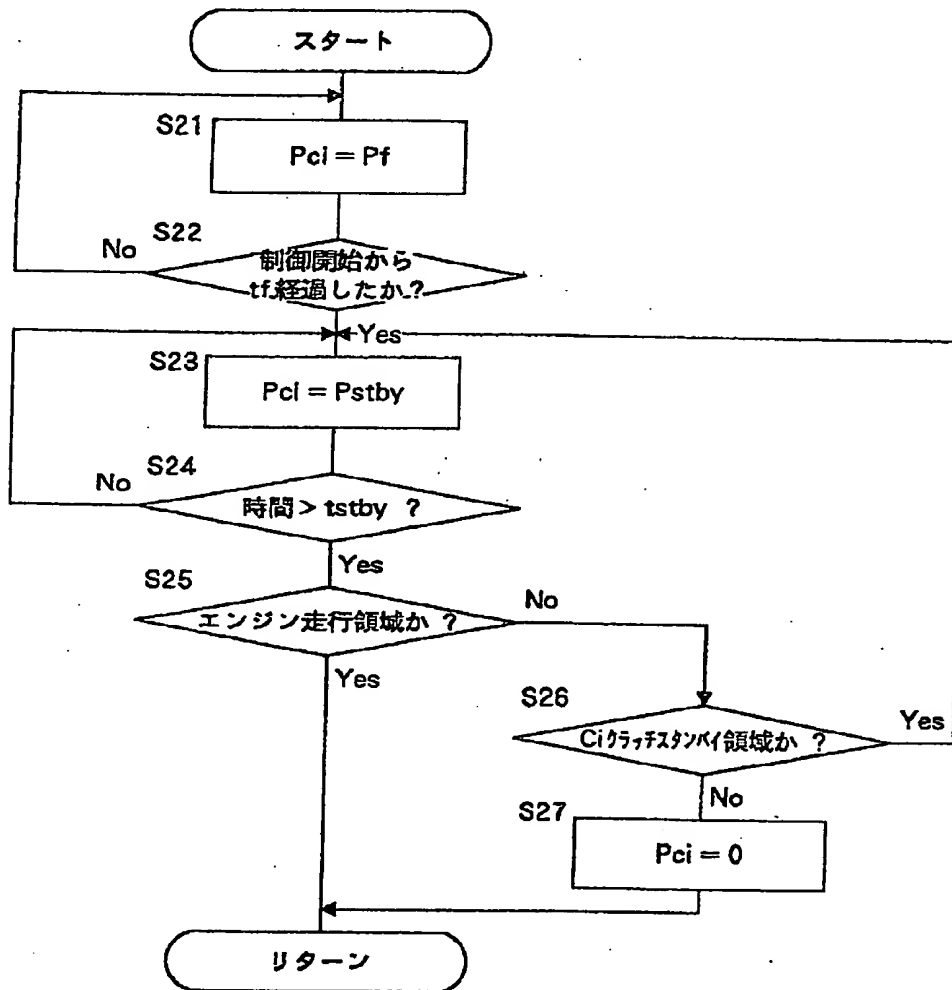 スタート
S21
Pci = Pf
S22
No
制御開始から
tf 経過したか?
Yes
S23
Pci = Pstby
S24
No
時間 > tstby ?
Yes
S25
エンジン走行領域か ?
No
Yes
S26
Ciクラッチスタンバイ領域か ?
Yes
No
S27
Pci = 0
リターン